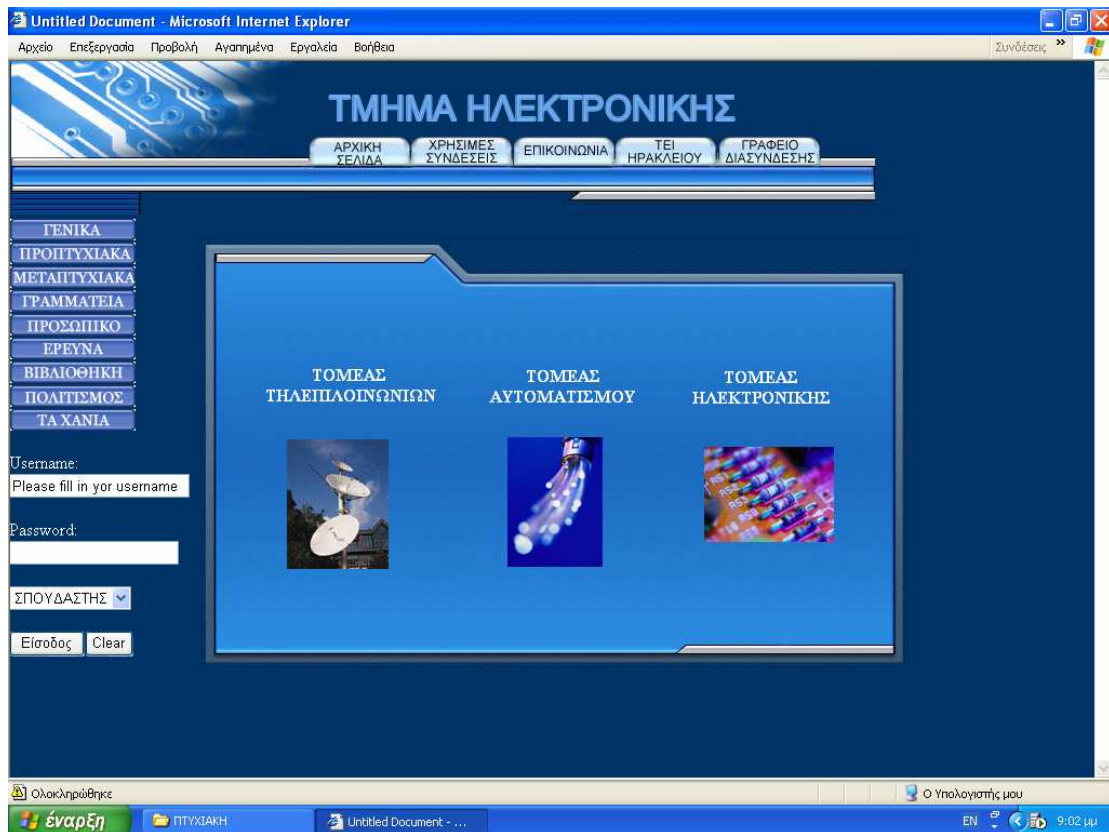 Untitled Document - Microsoft Internet Explorer
Αρχείο Επεξεργασία Προβολή Αγαπημένα Εργαλεία Βοήθεια Συνδέσεις »
ΤΜΗΜΑ ΗΛΕΚΤΡΟΝΙΚΗΣ
ΑΡΧΙΚΗ ΣΕΛΙΔΑ
ΧΡΗΣΙΜΕΣ ΣΥΝΔΕΣΕΙΣ
ΕΠΙΚΟΙΝΩΝΙΑ
ΤΕΙ ΗΡΑΚΛΕΙΟΥ
ΓΡΑΦΕΙΟ ΔΙΑΣΥΝΔΕΣΗΣ
ΓΕΝΙΚΑ
ΠΡΟΠΤΥΧΙΑΚΑ
ΜΕΤΑΠΤΥΧΙΑΚΑ
ΓΡΑΜΜΑΤΕΙΑ
ΠΡΟΣΩΠΙΚΟ
ΕΡΕΥΝΑ
ΒΙΒΛΙΟΘΗΚΗ
ΠΟΛΙΤΙΣΜΟΣ
ΤΑ ΧΑΝΙΑ
Username:
Please fill in yor username
Password:
ΣΠΟΥΔΑΣΤΗΣ
Είσοδος Clear
ΤΟΜΕΑΣ
ΤΗΛΕΠΙΛΟΙΝΩΝΙΩΝ
ΤΟΜΕΑΣ
ΑΥΤΟΜΑΤΙΣΜΟΥ
ΤΟΜΕΑΣ
ΗΛΕΚΤΡΟΝΙΚΗΣ
Ολοκληρώθηκε
Ο Υπολογιστής μου
έναρξη
ΠΤΥΧΙΑΚΗ
Untitled Document - ...
EN
9:02 μμ